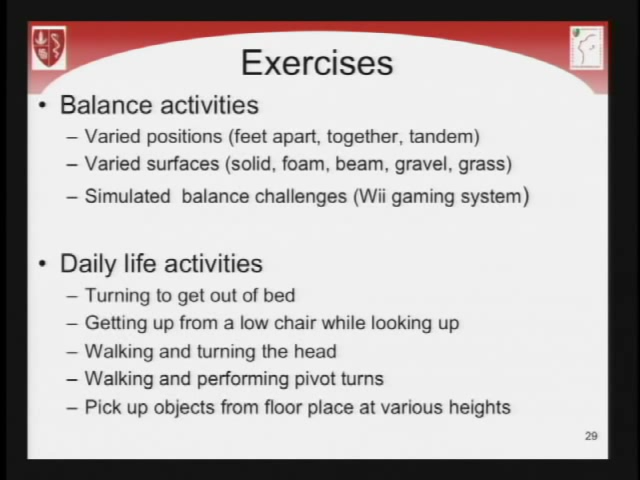 Exercises
• Balance activities
– Varied positions (feet apart, together, tandem)
– Varied surfaces (solid, foam, beam, gravel, grass)
– Simulated  balance challenges (Wii gaming system)
• Daily life activities
– Turning to get out of bed
– Getting up from a low chair while looking up
– Walking and turning the head
– Walking and performing pivot turns
– Pick up objects from floor place at various heights
29